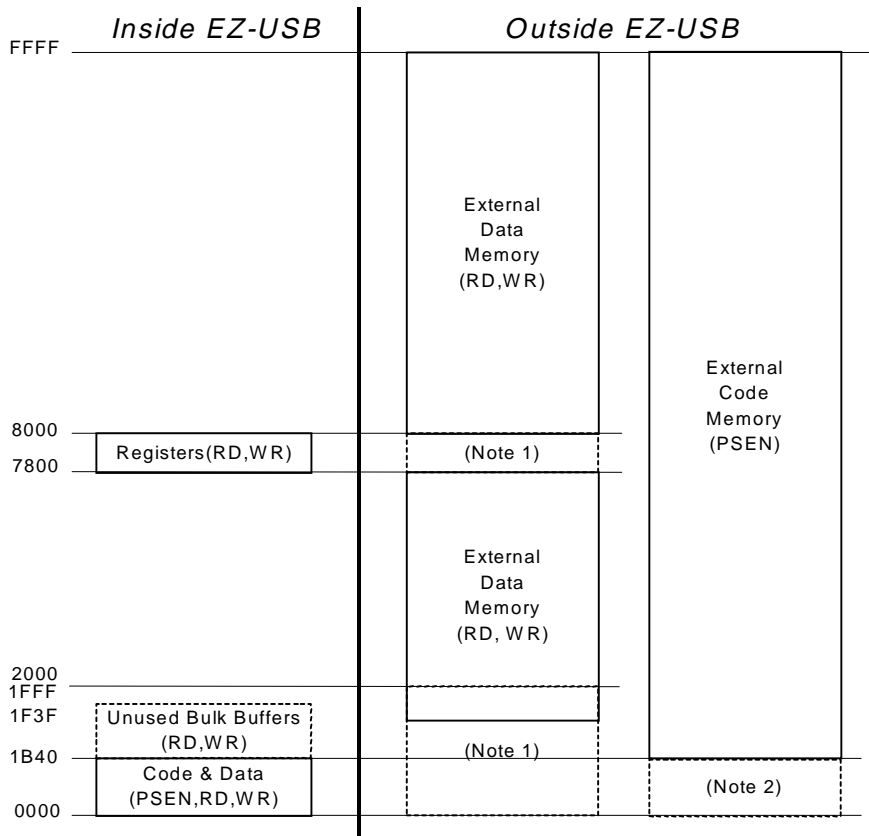 Inside EZ-USB
Outside EZ-USB
FFFF
External
Data
Memory
(RD,WR)
External
Code
Memory
(PSEN)
8000
Registers(RD,WR)
(Note 1)
7800
External
Data
Memory
(RD, WR)
2000
1FFF
1F3F
Unused Bulk Buffers
(RD,WR)
(Note 1)
1B40
Code & Data
(PSEN,RD,WR)
(Note 2)
0000